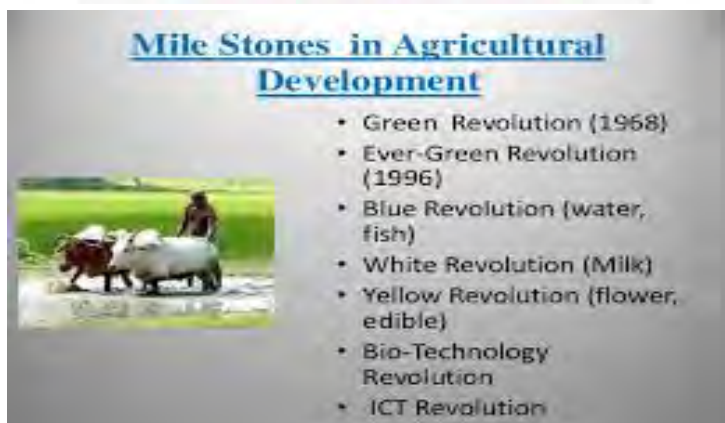 Mile Stones in Agricultural
Development
• Green Revolution (1968)
• Ever-Green Revolution
(1996)
• Blue Revolution (water,
fish)
• White Revolution (Milk)
• Yellow Revolution (flower,
edible)
• Bio-Technology
Revolution
• ICT Revolution